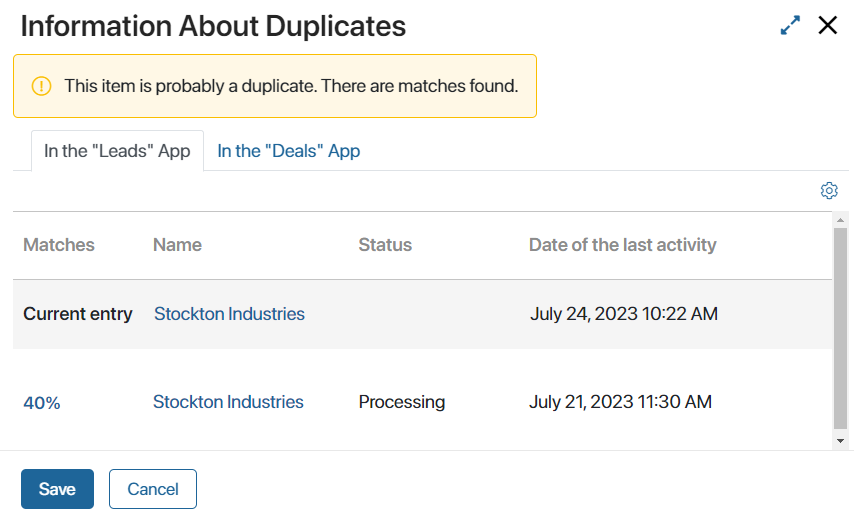 Information About Duplicates
This item is probably a duplicate. There are matches found.
In the "Leads" App In the "Deals" App
Matches Name Status Date of the last activity
Current entry Stockton Industries July 24, 2023 10:22 AM
40% Stockton Industries Processing July 21, 2023 11:30 AM
Save Cancel